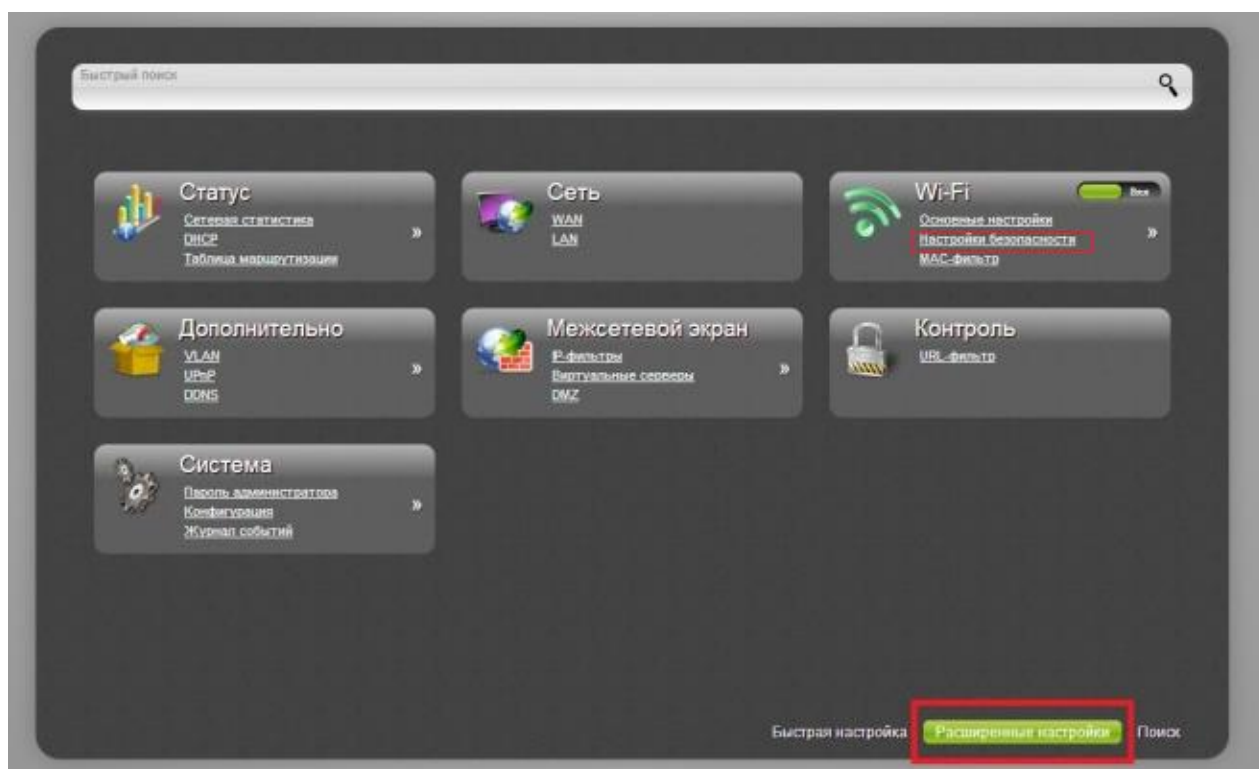 Быстрый поиск
Статус
Сетевая статистика
DHCP
Таблица маршрутизации
»
Сеть
WAN
LAN
Wi-Fi
Вкл
Основные настройки
Настройки безопасности
MAC-фильтр
»
Дополнительно
VLAN
UPnP
DDNS
»
Межсетевой экран
IP-фильтры
Виртуальные серверы
DMZ
»
Контроль
URL-фильтр
Система
Пароль администратора
Конфигурация
Журнал событий
»
Быстрая настройка Расширенные настройки Поиск